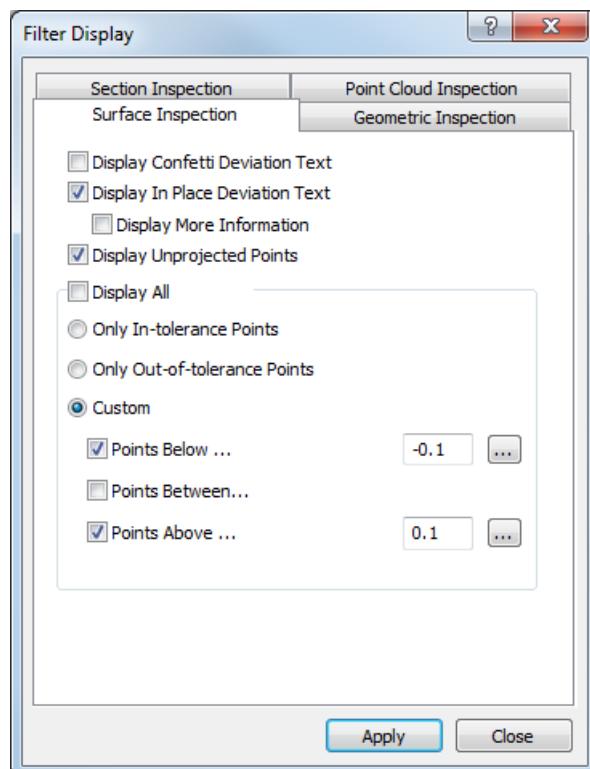 Filter Display
Section Inspection
Point Cloud Inspection
Surface Inspection
Geometric Inspection
Display Confetti Deviation Text
Display In Place Deviation Text
Display More Information
Display Unprojected Points
Display All
Only In-tolerance Points
Only Out-of-tolerance Points
Custom
Points Below ... -0.1 ...
Points Between...
Points Above ... 0.1 ...
Apply Close